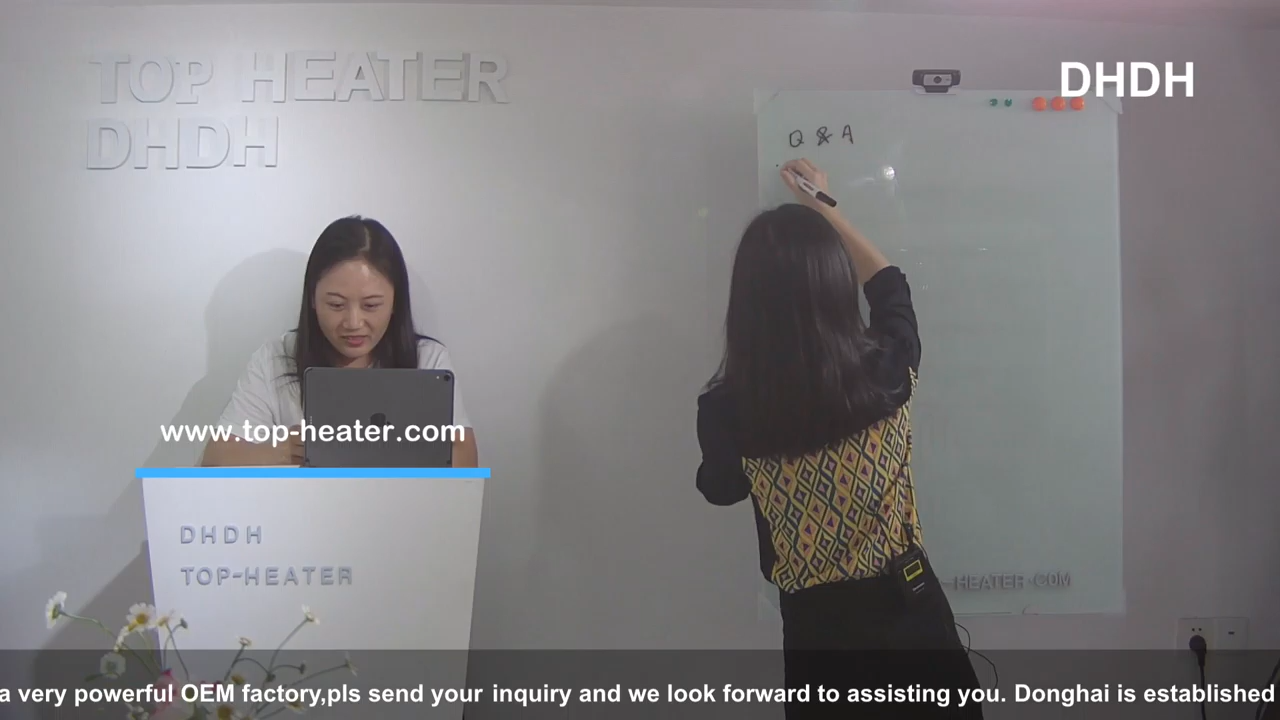 TOP HEATER
DHDH
DHDH
Q & A
www.top-heater.com
DHDH
TOP-HEATER
-HEATER·COM
a very powerful OEM factory,pls send your inquiry and we look forward to assisting you. Donghai is established